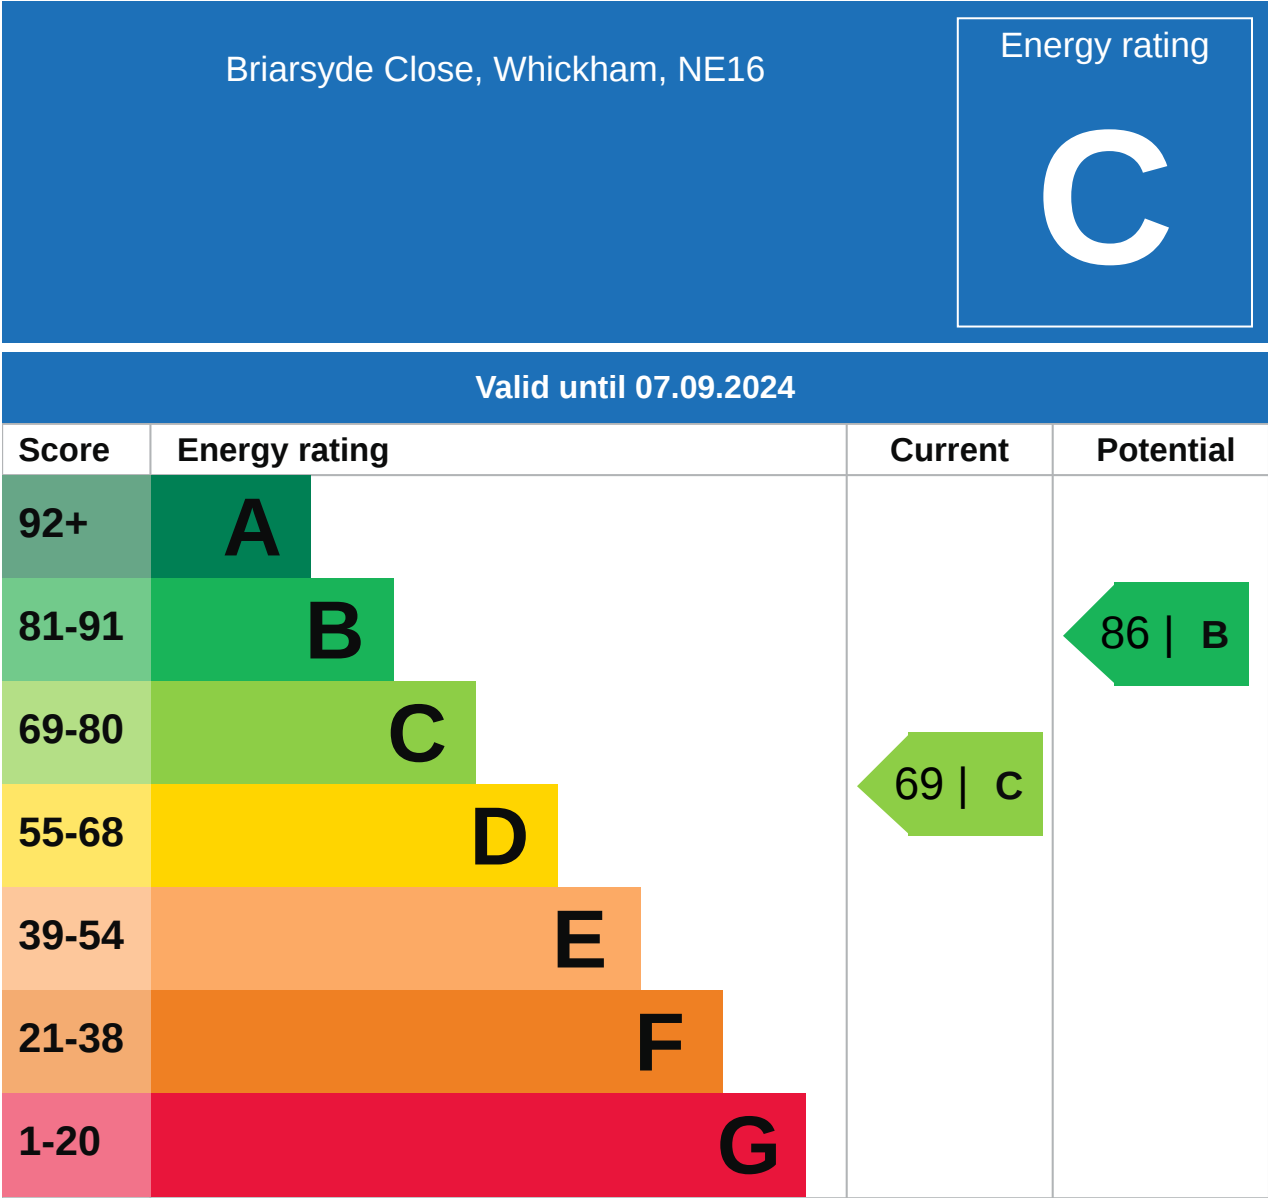 Briarsyde Close, Whickham, NE16
Energy rating
C
Valid until 07.09.2024
Score Energy rating Current Potential
92+ A
81-91 B 86 | B
69-80 C 69 | C
55-68 D
39-54 E
21-38 F
1-20 G